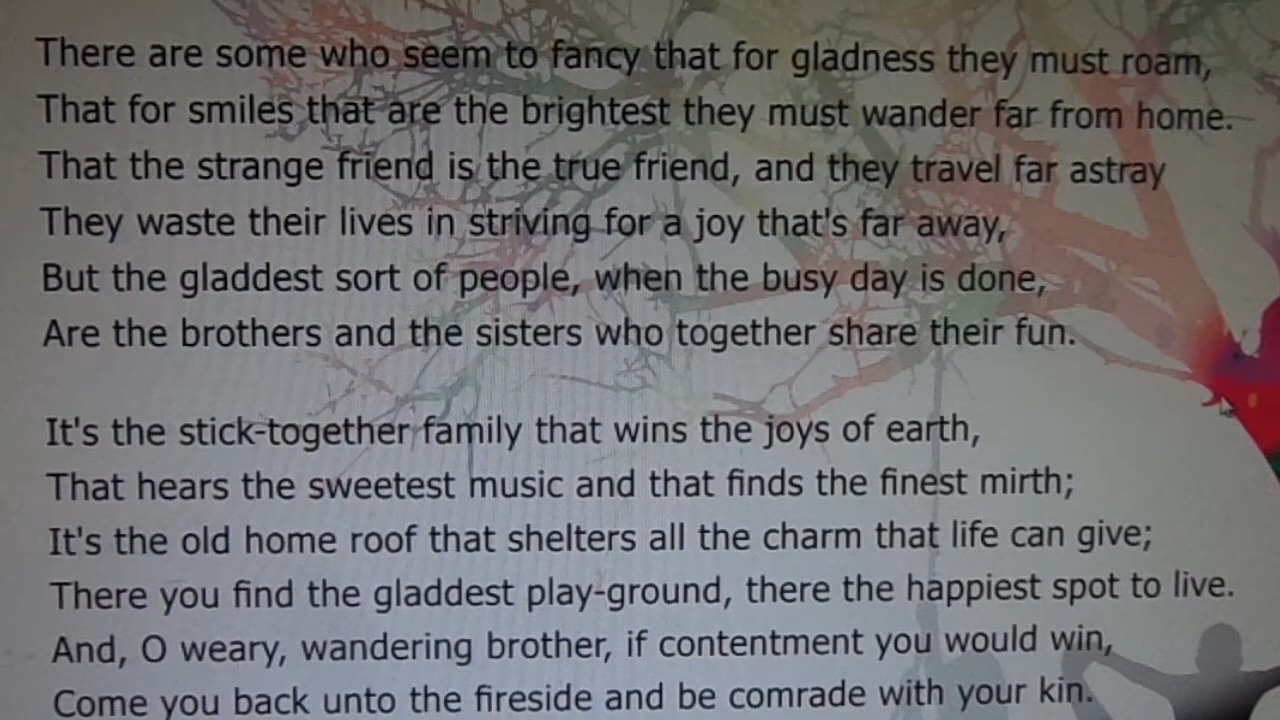 There are some who seem to fancy that for gladness they must roam,
That for smiles that are the brightest they must wander far from home.
That the strange friend is the true friend, and they travel far astray
They waste their lives in striving for a joy that's far away,
But the gladdest sort of people, when the busy day is done,
Are the brothers and the sisters who together share their fun.
It's the stick-together family that wins the joys of earth,
That hears the sweetest music and that finds the finest mirth;
It's the old home roof that shelters all the charm that life can give;
There you find the gladdest play-ground, there the happiest spot to live.
And, O weary, wandering brother, if contentment you would win,
Come you back unto the fireside and be comrade with your kin.